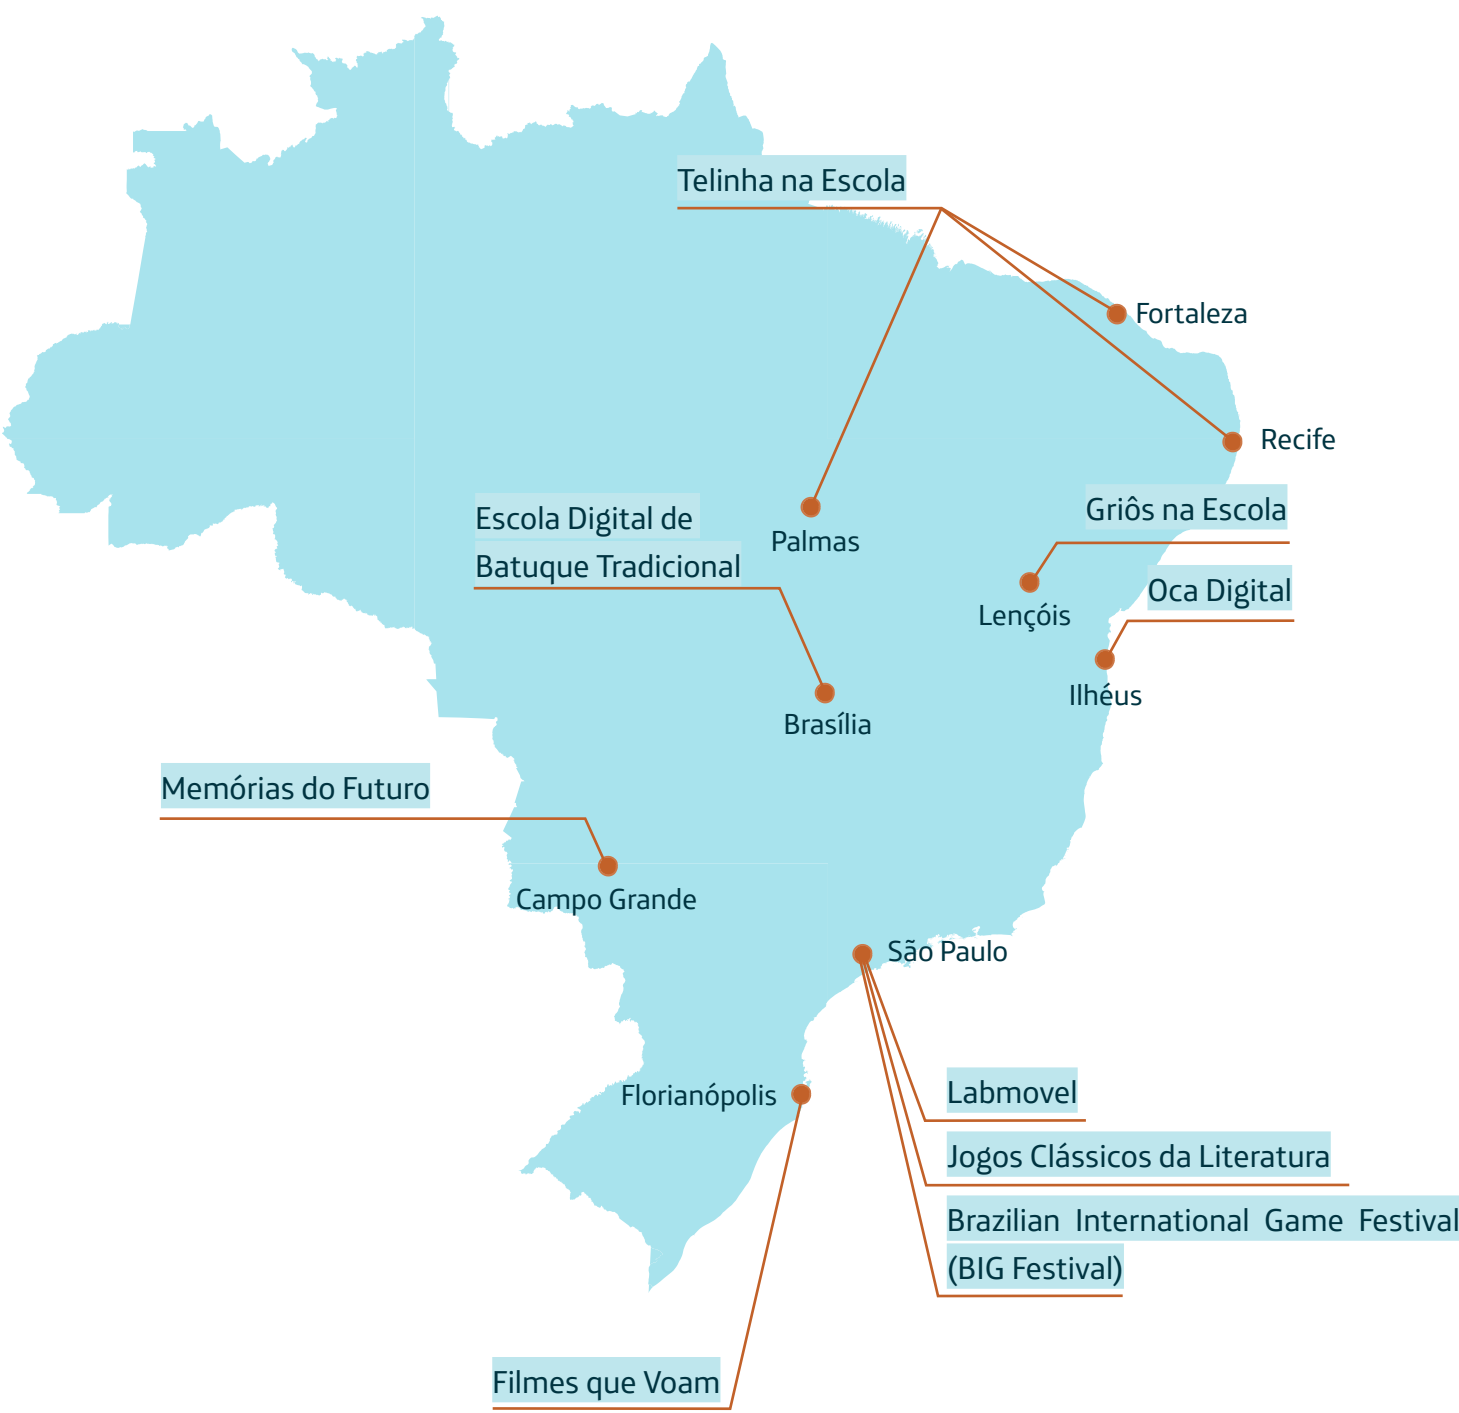 Telinha na Escola
Fortaleza
Recife
Griôs na Escola
Escola Digital de
Batuque Tradicional
Palmas
Lençóis
Oca Digital
Ilhéus
Brasília
Memórias do Futuro
Campo Grande
São Paulo
Florianópolis
Labmovel
Jogos Clássicos da Literatura
Brazilian International Game Festival
(BIG Festival)
Filmes que Voam